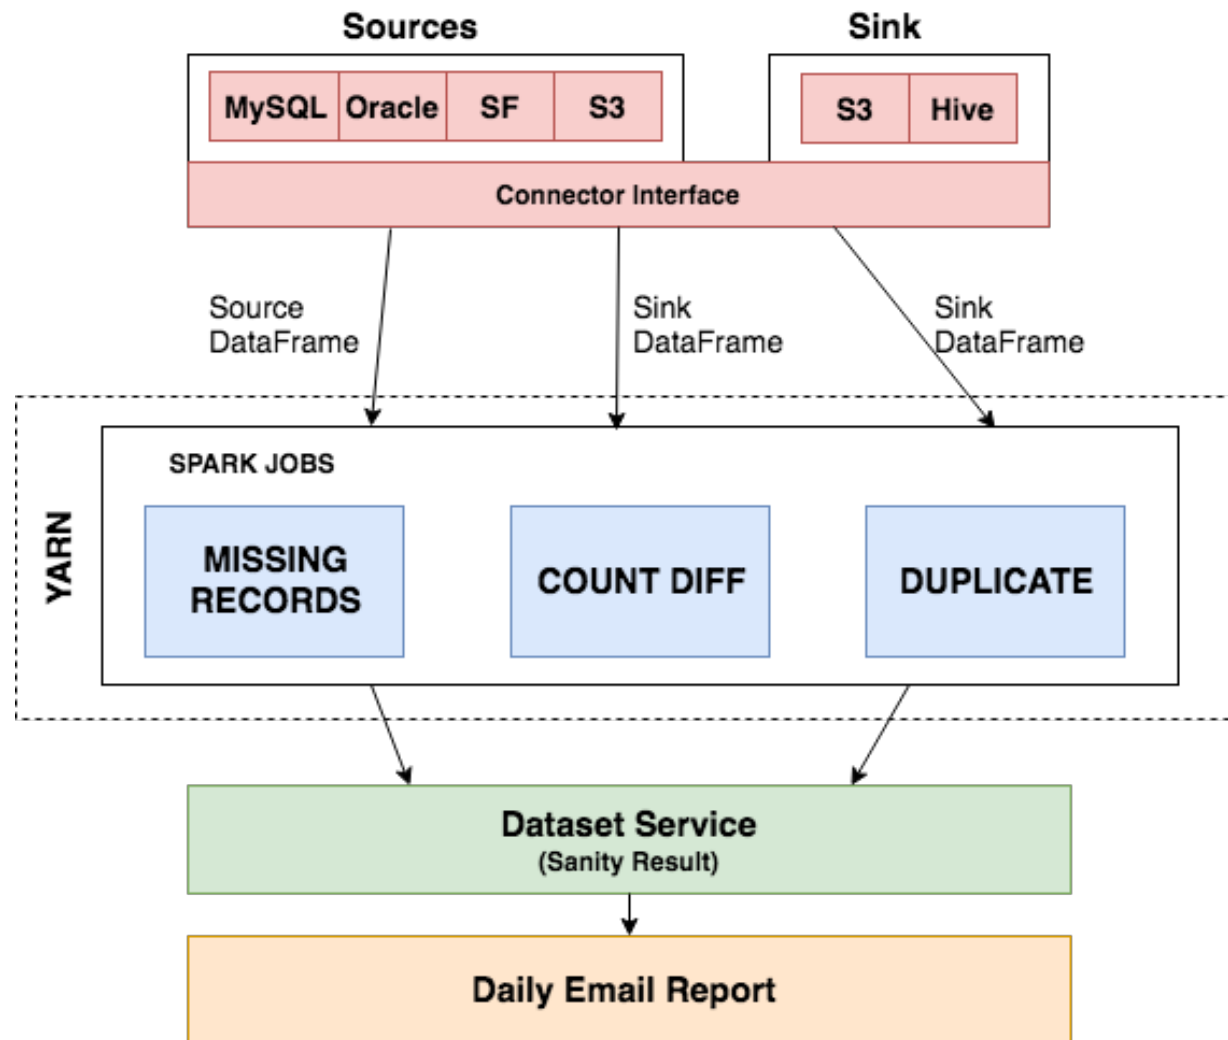 Sources
Sink
MySQL Oracle SF S3
S3 Hive
Connector Interface
Source
DataFrame
Sink
DataFrame
Sink
DataFrame
SPARK JOBS
YARN
MISSING
RECORDS
COUNT DIFF
DUPLICATE
Dataset Service
(Sanity Result)
Daily Email Report